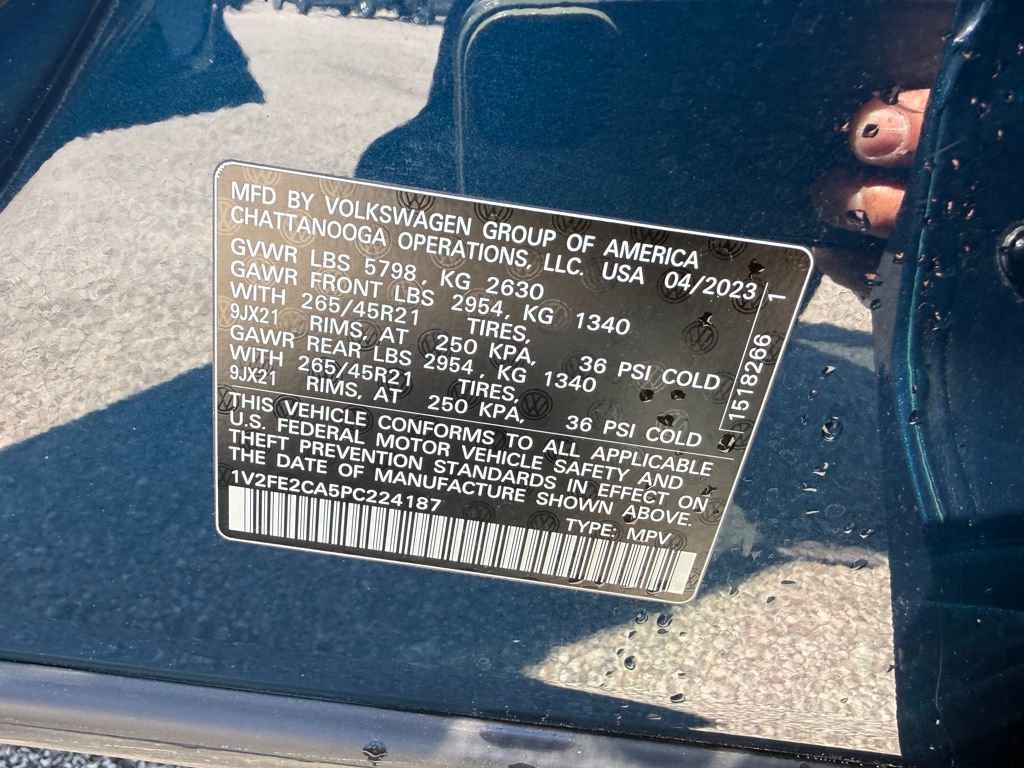 MFD BY VOLKSWAGEN GROUP OF AMERICA
CHATTANOOGA OPERATIONS, LLC. USA 04/2023
GVWR LBS 5798, KG 2630
GAWR FRONT LBS 2954, KG 1340
WITH 265/45R21 TIRES,
9JX21 RIMS, AT 250 KPA, 36 PSI COLD
GAWR REAR LBS 2954, KG 1340
WITH 265/45R21 TIRES,
9JX21 RIMS, AT 250 KPA, 36 PSI COLD
THIS VEHICLE CONFORMS TO ALL APPLICABLE
U.S. FEDERAL MOTOR VEHICLE SAFETY AND
THEFT PREVENTION STANDARDS IN EFFECT ON
THE DATE OF MANUFACTURE SHOWN ABOVE.
1V2FE2CA5PC224187
TYPE: MPV
1518266
1